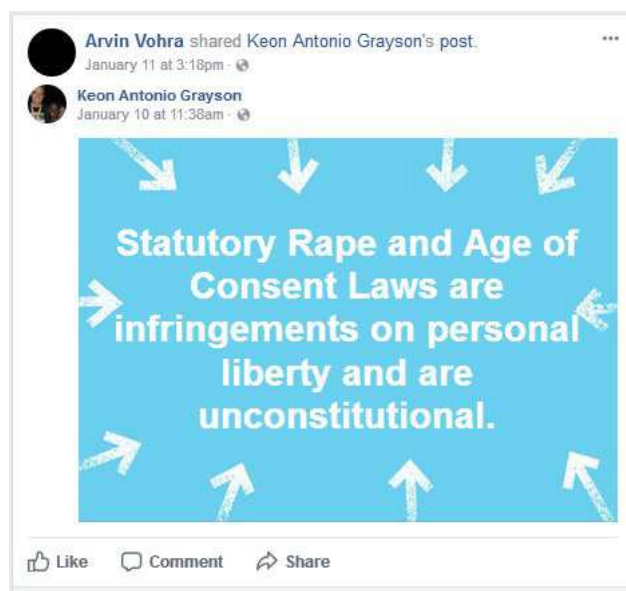 Arvin Vohra shared Keon Antonio Grayson's post.
January 11 at 3:18pm ·
Keon Antonio Grayson
January 10 at 11:38am ·
Statutory Rape and Age of
Consent Laws are
infringements on personal
liberty and are
unconstitutional.
Like Comment Share